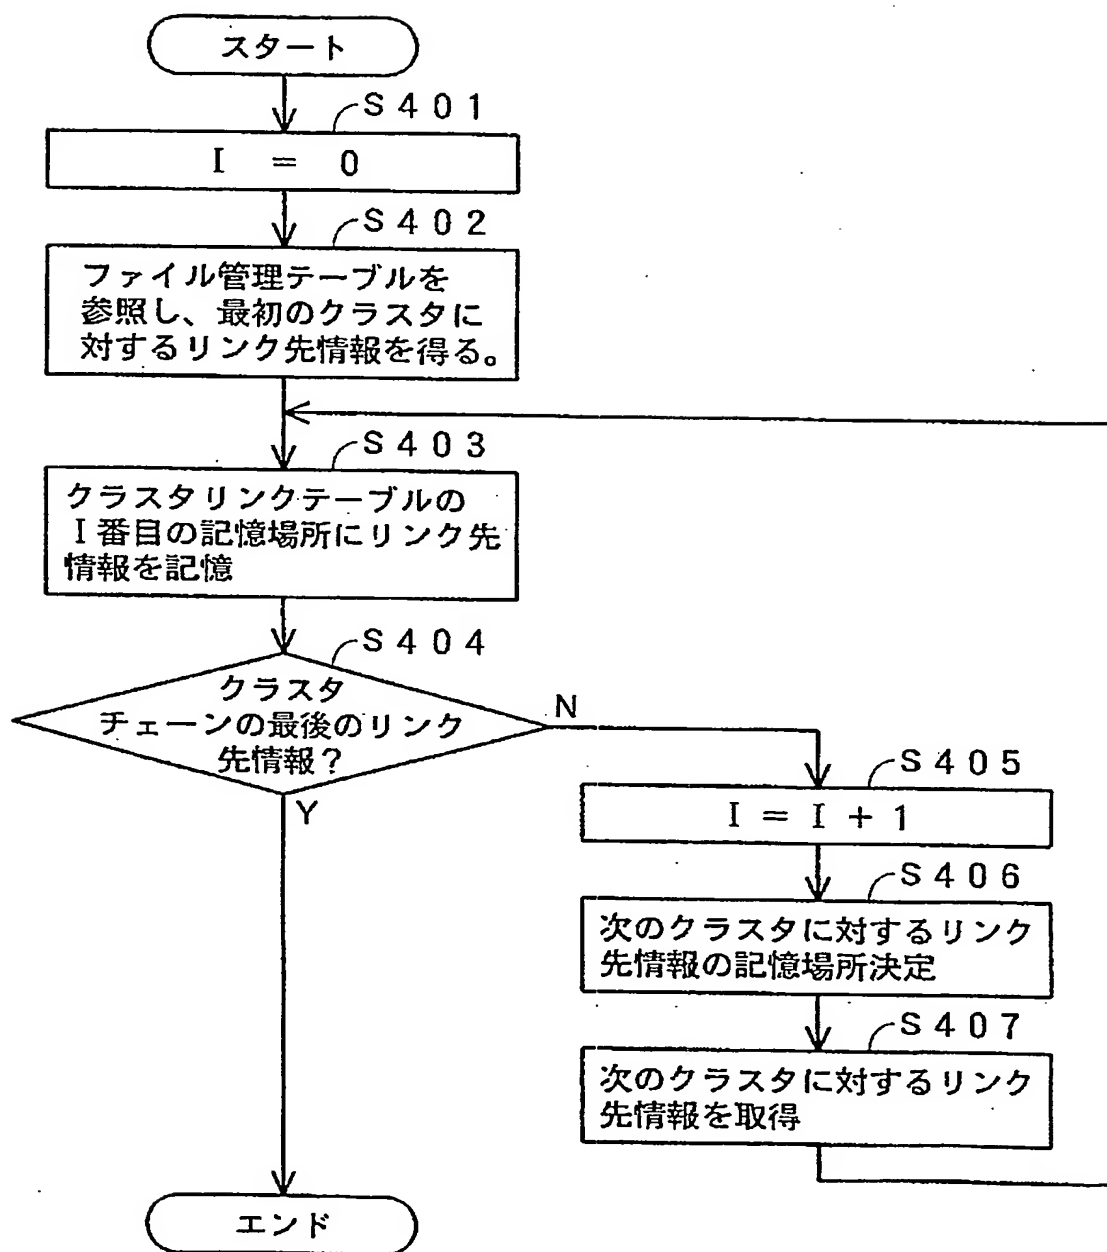 スタート
S401
I = 0
S402
ファイル管理テーブルを
参照し、最初のクラスタに
対するリンク先情報を得る。
S403
クラスタリンクテーブルの
I番目の記憶場所にリンク先
情報を記憶
S404
クラスタ
チェーンの最後のリンク
先情報?
N
Y
S405
I = I + 1
S406
次のクラスタに対するリンク
先情報の記憶場所決定
S407
次のクラスタに対するリンク
先情報を取得
エンド